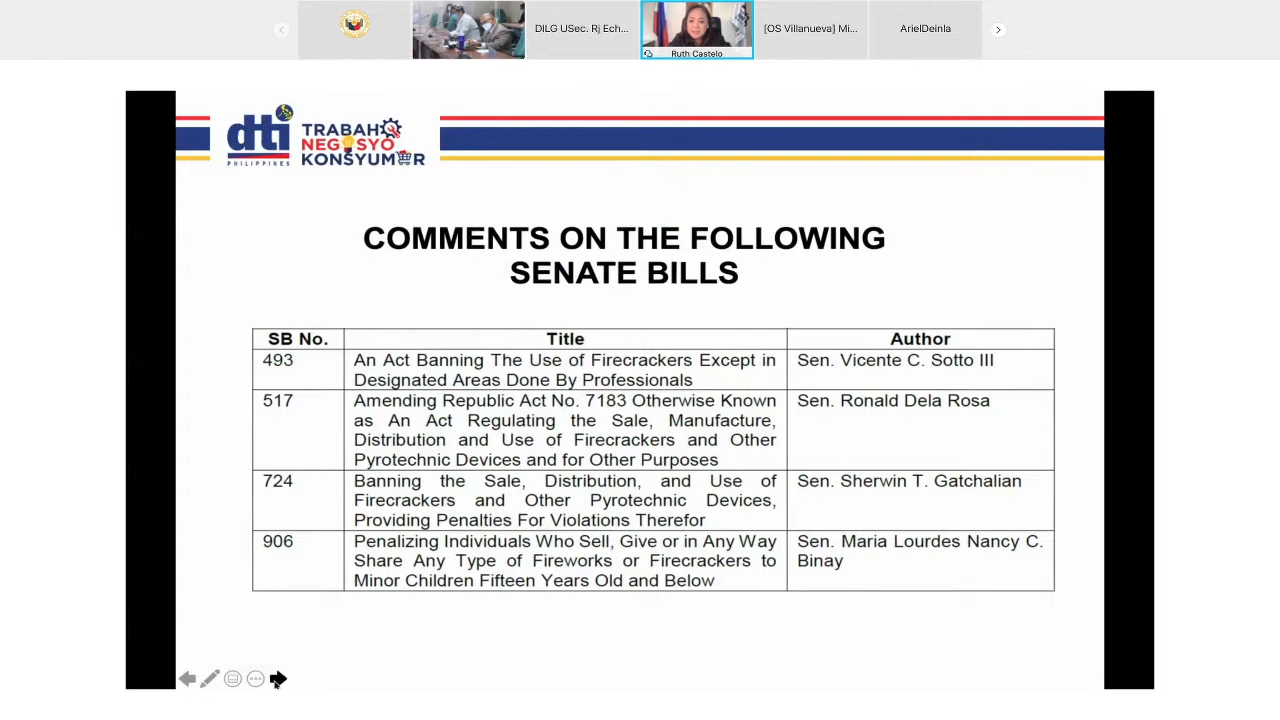 DILG USec. Rj Ech...
[OS Villanueva] Mi...
ArielDeinla
Ruth Castelo
dti
PHILIPPINES
TRABAHO
NEGOSYO
KONSYUMER
COMMENTS ON THE FOLLOWING
SENATE BILLS
SB No. Title Author
493 An Act Banning The Use of Firecrackers Except in Sen. Vicente C. Sotto III
Designated Areas Done By Professionals
517 Amending Republic Act No. 7183 Otherwise Known Sen. Ronald Dela Rosa
as An Act Regulating the Sale, Manufacture,
Distribution and Use of Firecrackers and Other
Pyrotechnic Devices and for Other Purposes
724 Banning the Sale, Distribution, and Use of Sen. Sherwin T. Gatchalian
Firecrackers and Other Pyrotechnic Devices,
Providing Penalties For Violations Therefor
906 Penalizing Individuals Who Sell, Give or in Any Way Sen. Maria Lourdes Nancy C.
Share Any Type of Fireworks or Firecrackers to Binay
Minor Children Fifteen Years Old and Below